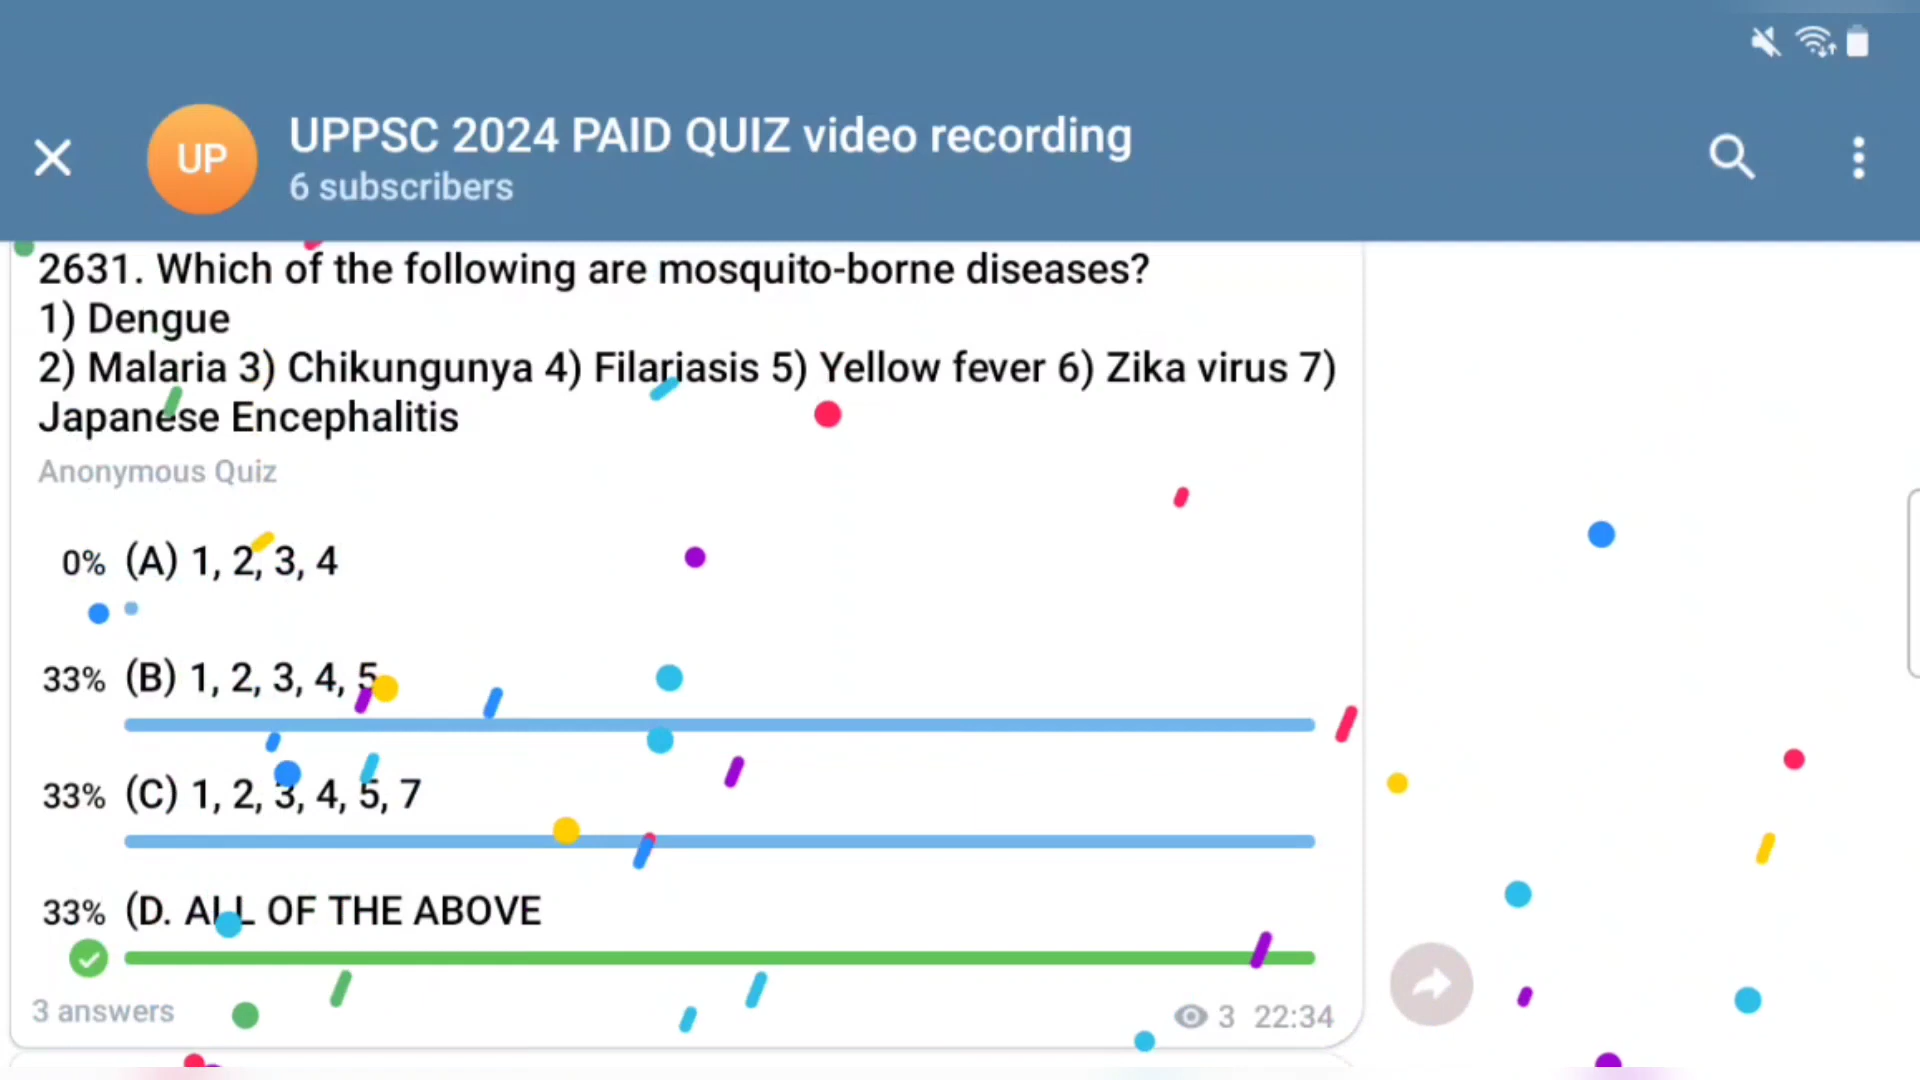 UP
UPPSC 2024 PAID QUIZ video recording
6 subscribers
2631. Which of the following are mosquito-borne diseases?
1) Dengue
2) Malaria 3) Chikungunya 4) Filariasis 5) Yellow fever 6) Zika virus 7)
Japanese Encephalitis
Anonymous Quiz
0% (A) 1, 2, 3, 4
33% (B) 1, 2, 3, 4, 5
33% (C) 1, 2, 3, 4, 5, 7
33% (D. ALL OF THE ABOVE
3 answers
3 22:34